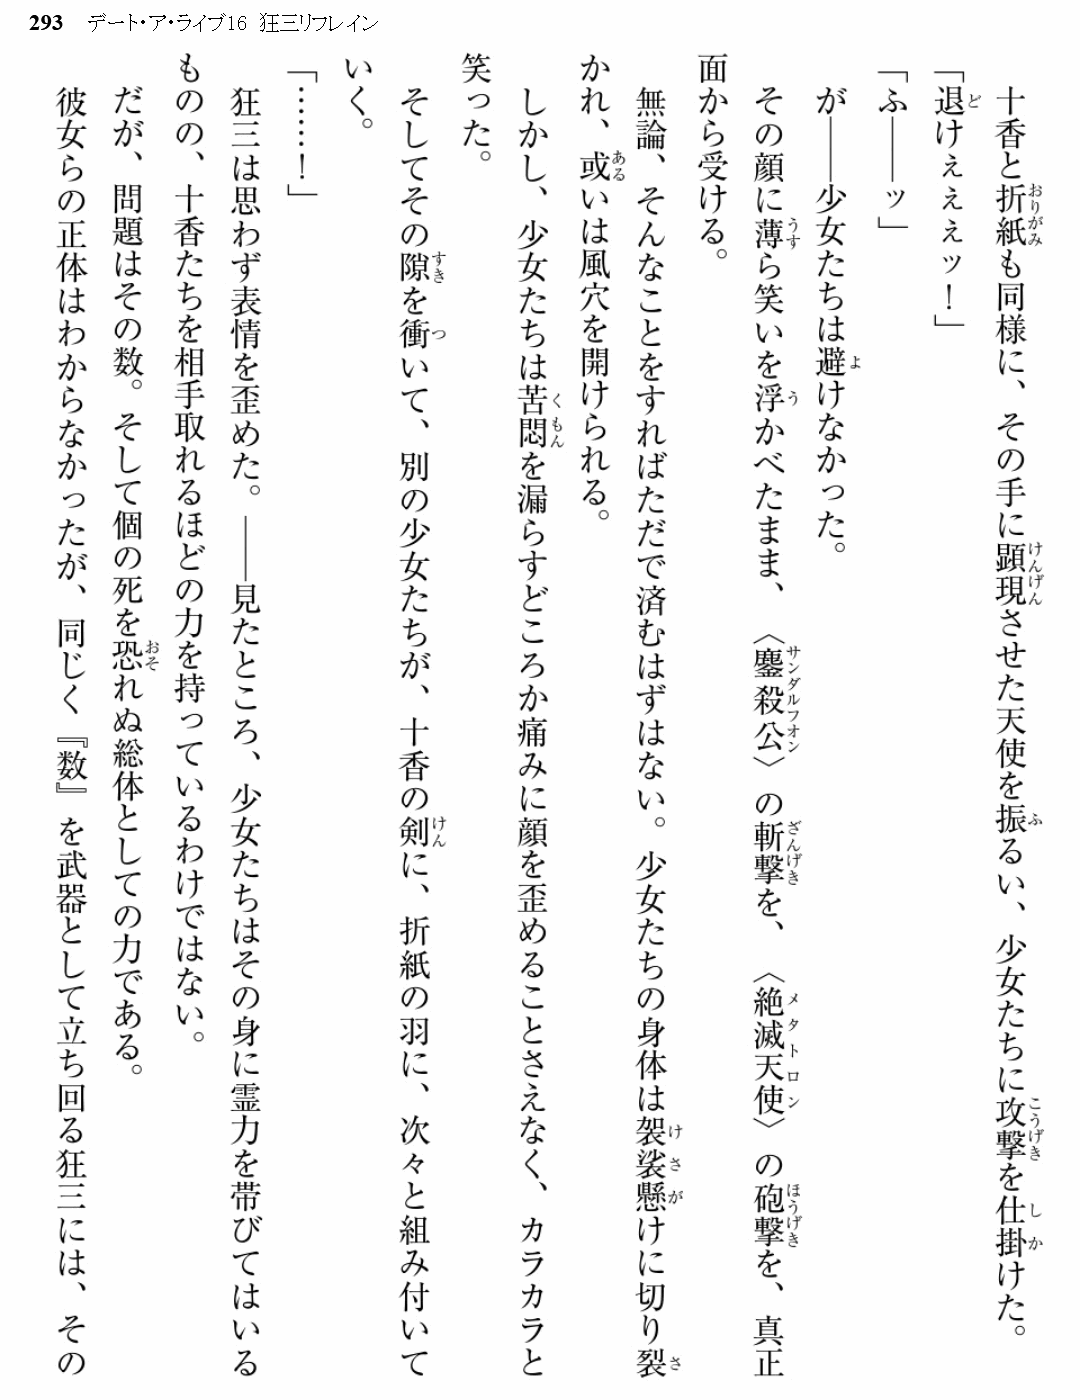 293 デート・ア・ライブ16 狂三リフレイン
十香と折紙も同様に、その手に顕現させた天使を振るい、少女たちに攻撃を仕掛けた。
「退けぇぇぇッ!」
「ふ――ッ」
が――少女たちは避けなかった。
その顔に薄ら笑いを浮かべたまま、〈鏖殺公〉の斬撃を、〈絶滅天使〉の砲撃を、真正
面から受ける。
無論、そんなことをすればただで済むはずはない。少女たちの身体は袈裟懸けに切り裂
かれ、或いは風穴を開けられる。
しかし、少女たちは苦悶を漏らすどころか痛みに顔を歪めることさえなく、カラカラと
笑った。
そしてその隙を衝いて、別の少女たちが、十香の剣に、折紙の羽に、次々と組み付いて
いく。
「……!」
狂三は思わず表情を歪めた。――見たところ、少女たちはその身に霊力を帯びてはいる
ものの、十香たちを相手取れるほどの力を持っているわけではない。
だが、問題はその数。そして個の死を恐れぬ総体としての力である。
彼女らの正体はわからなかったが、同じく『数』を武器として立ち回る狂三には、その